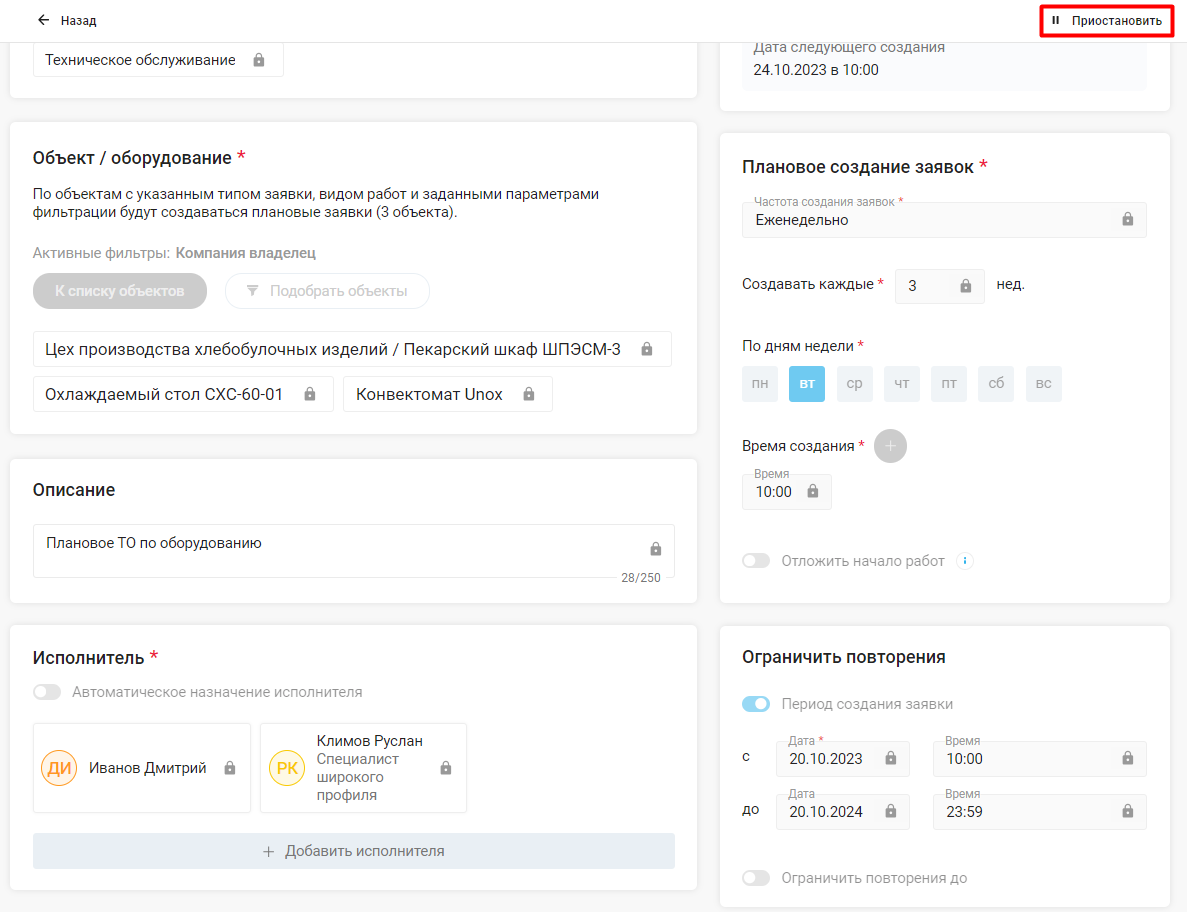 Назад
Приостановить
Техническое обслуживание
Дата следующего создания
24.10.2023 в 10:00
Объект / оборудование *
По объектам с указанным типом заявки, видом работ и заданными параметрами
фильтрации будут создаваться плановые заявки (3 объекта).
Активные фильтры: Компания владелец
К списку объектов
Подобрать объекты
Цех производства хлебобулочных изделий / Пекарский шкаф ШПЭСМ-3
Охлаждаемый стол СХС-60-01
Конвектомат Unox
Описание
Плановое ТО по оборудованию
28/250
Исполнитель *
Автоматическое назначение исполнителя
ДИ
Иванов Дмитрий
РК
Климов Руслан
Специалист
широкого
профиля
+ Добавить исполнителя
Плановое создание заявок *
Частота создания заявок *
Еженедельно
Создавать каждые * 3 нед.
По дням недели *
пн вт ср чт пт сб вс
Время создания * +
Время
10:00
Отложить начало работ i
Ограничить повторения
Период создания заявки
Дата * Время
с 20.10.2023 10:00
Дата Время
до 20.10.2024 23:59
Ограничить повторения до